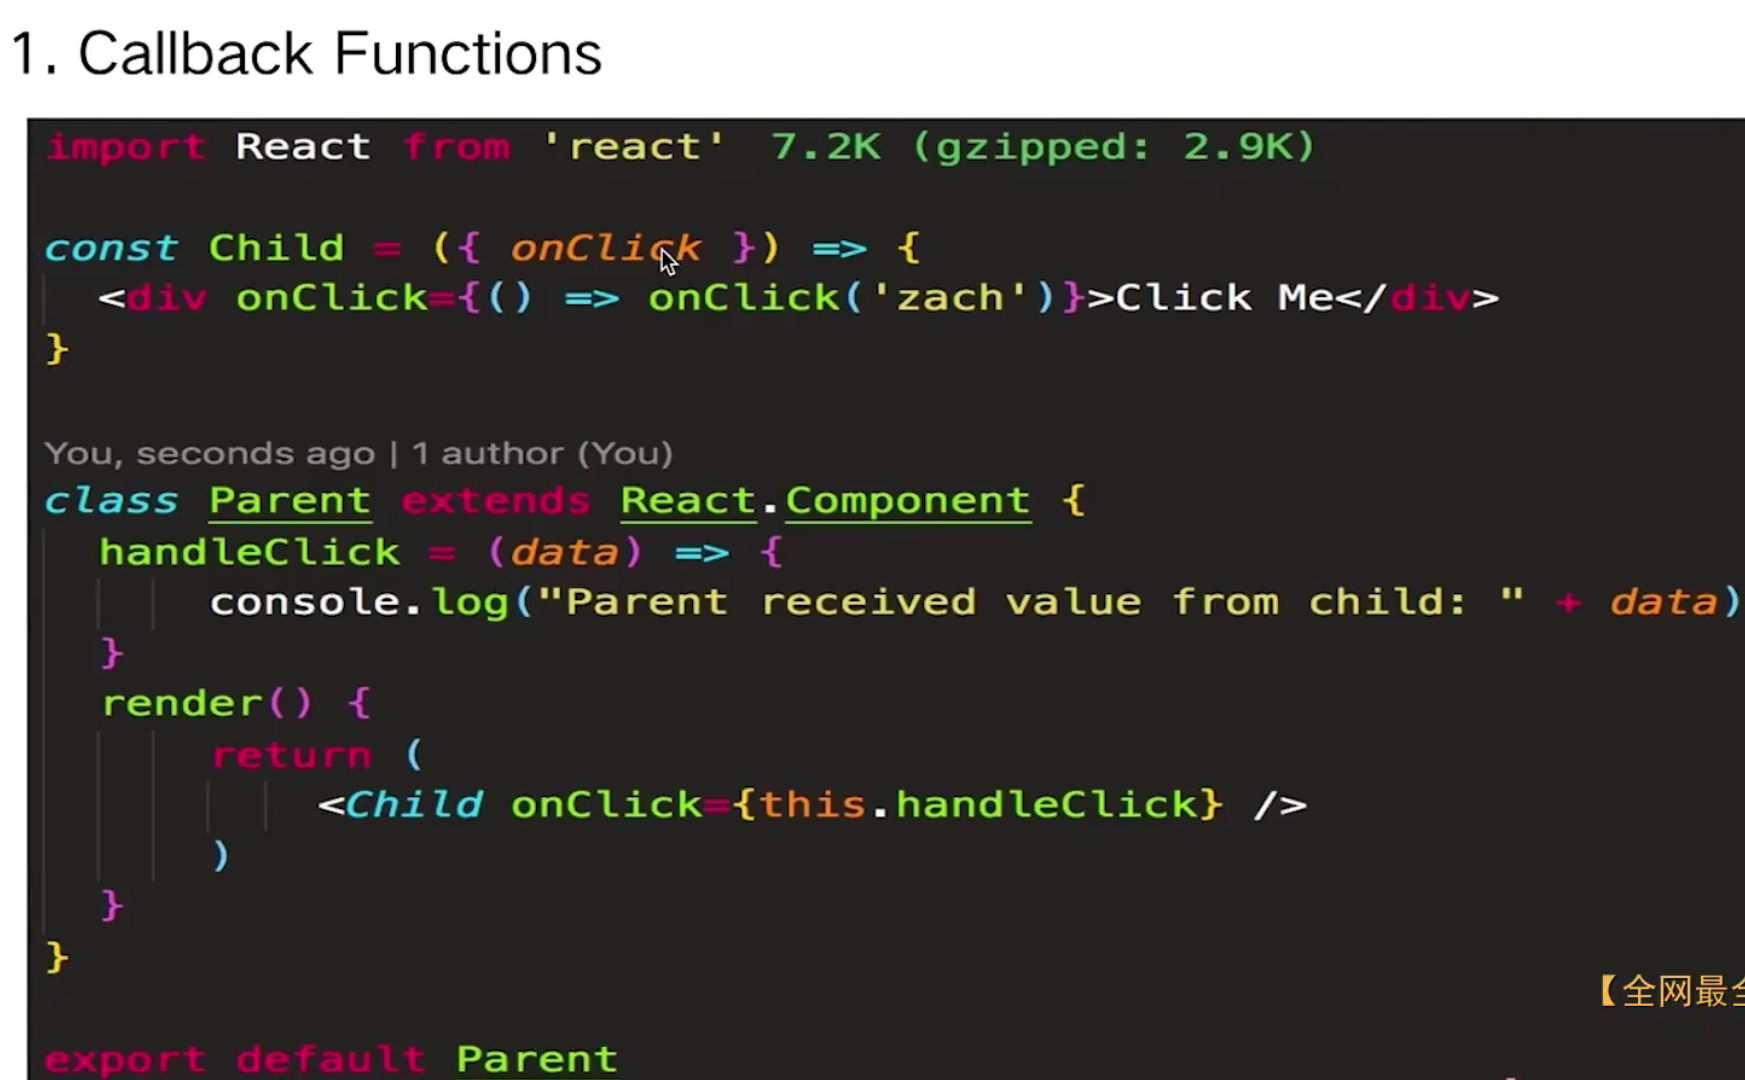 1. Callback Functions
import React from 'react' 7.2K (gzipped: 2.9K)
const Child = ({ onClick }) => {
<div onClick={() => onClick('zach')}>Click Me</div>
}
You, seconds ago | 1 author (You)
class Parent extends React.Component {
handleClick = (data) => {
console.log("Parent received value from child: " + data)
}
render() {
return (
<Child onClick={this.handleClick} />
)
}
}
【全网最全
export default Parent